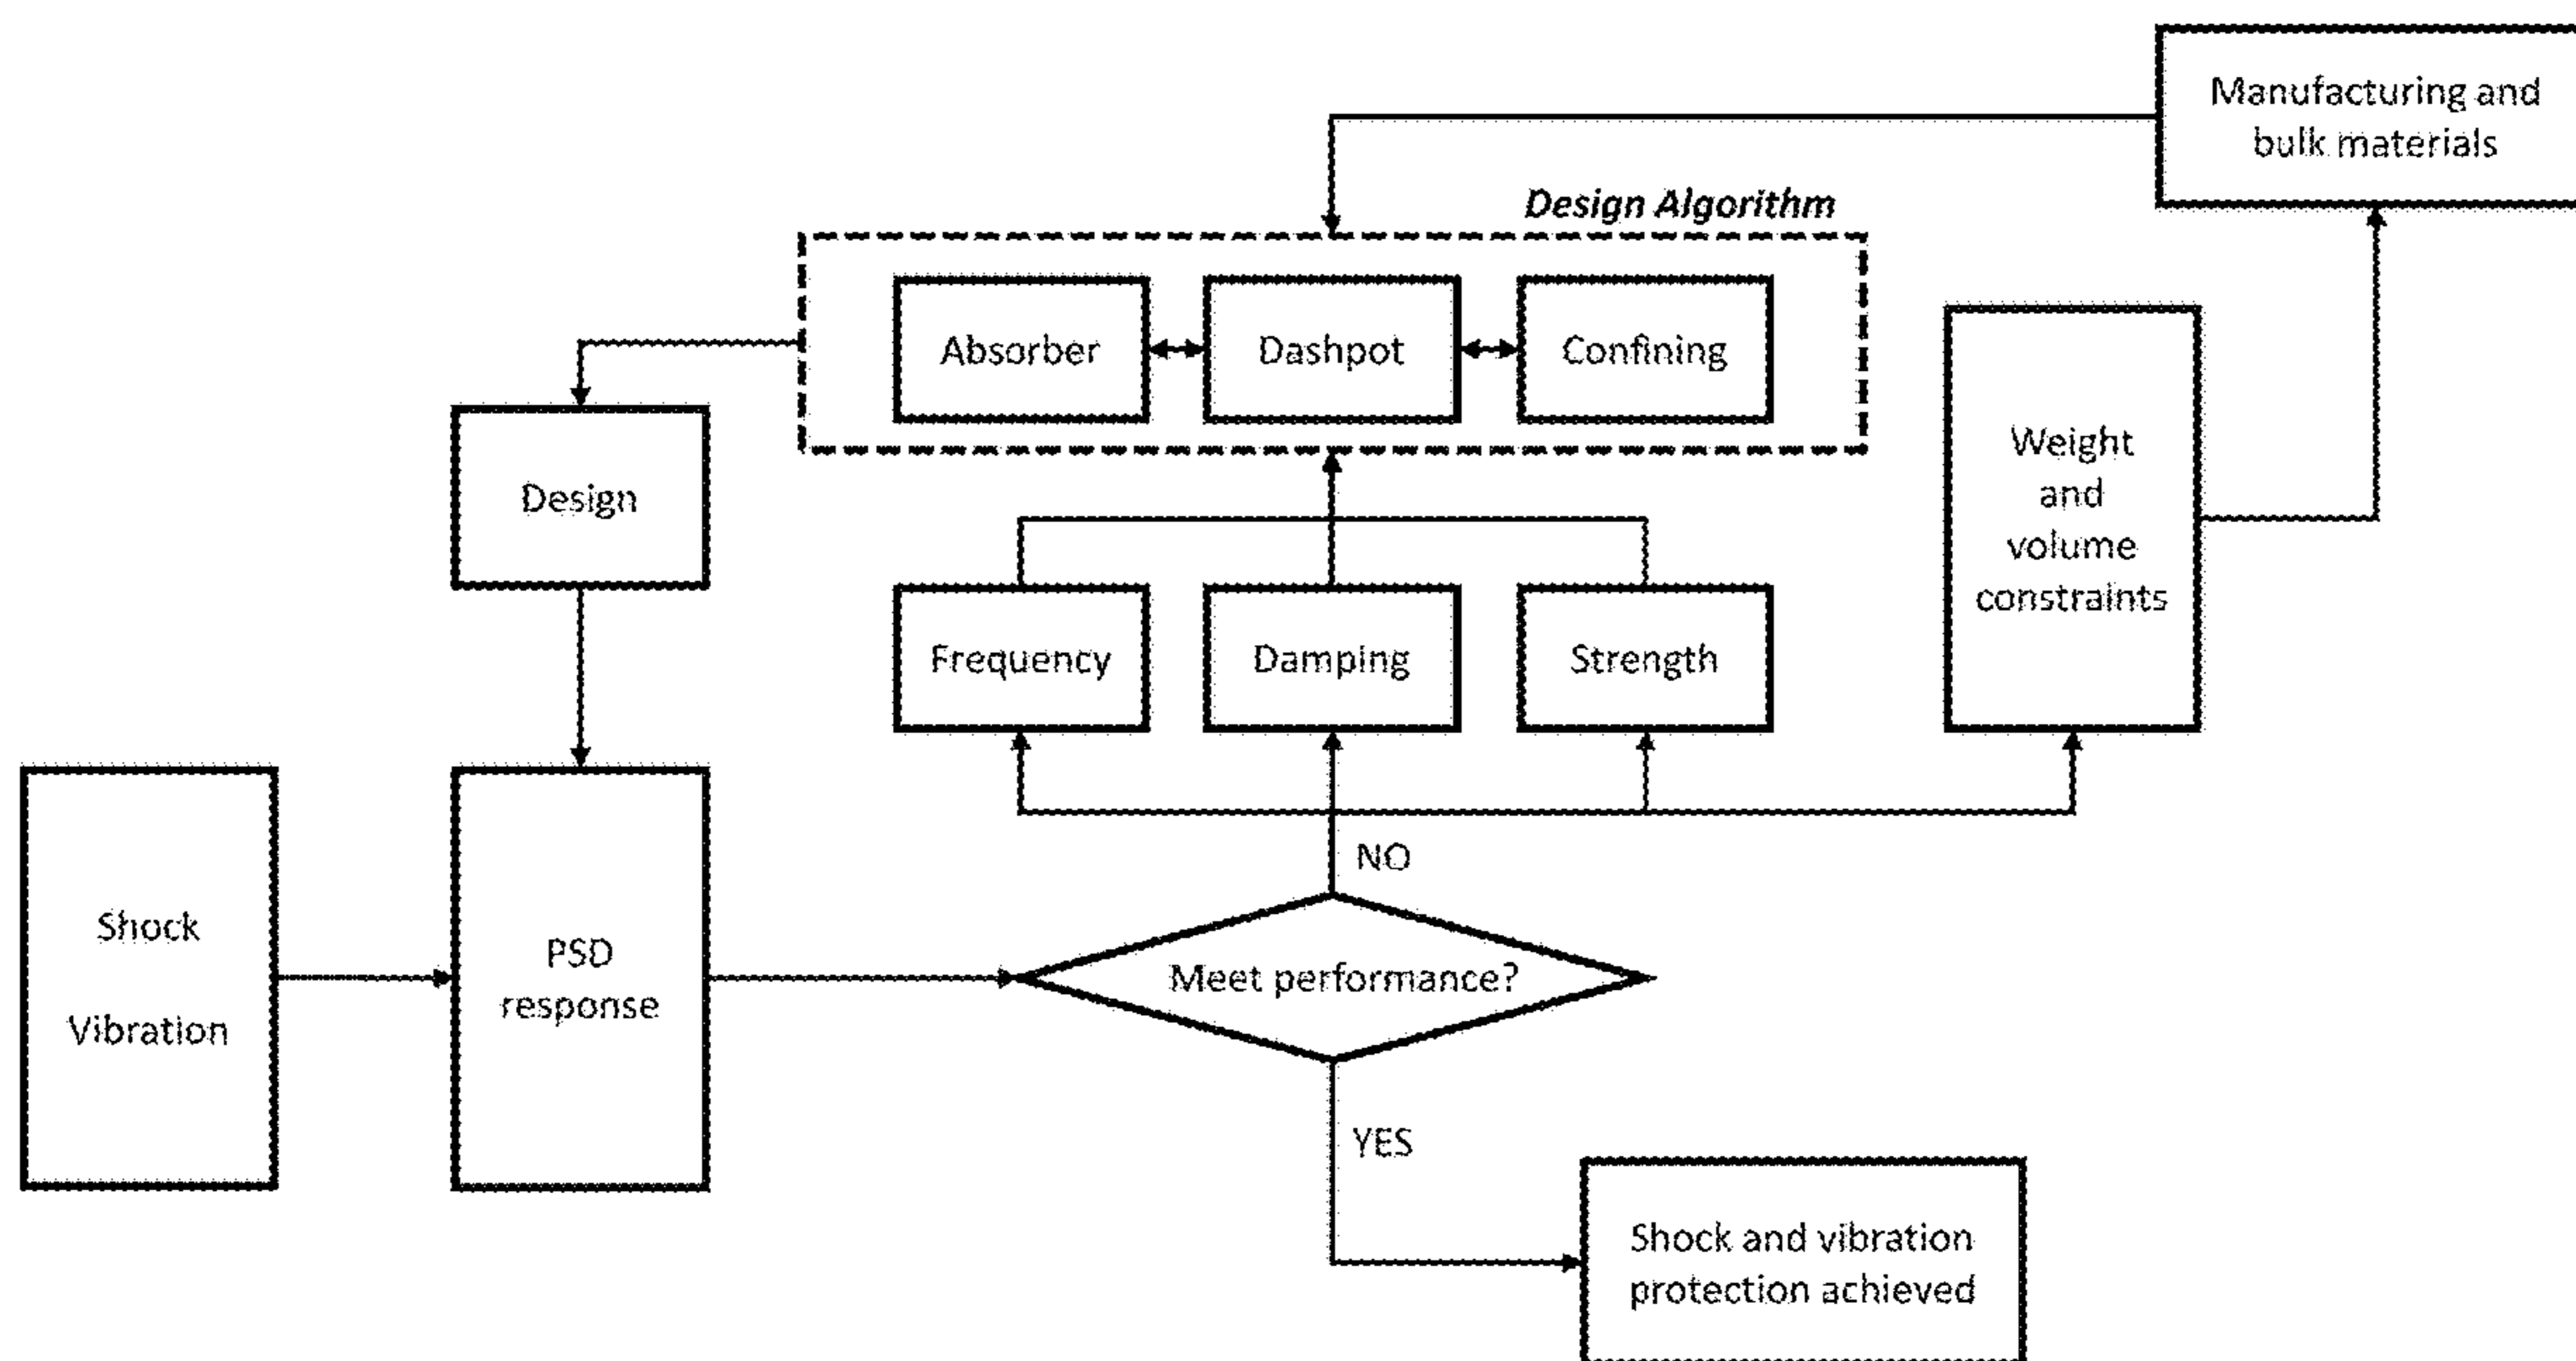 Manufacturing and
bulk materials
Design Algorithm
Absorber
Dashpot
Confining
Design
Weight
and
volume
constraints
Frequency
Damping
Strength
NO
Shock
Vibration
PSD
response
Meet performance?
YES
Shock and vibration
protection achieved